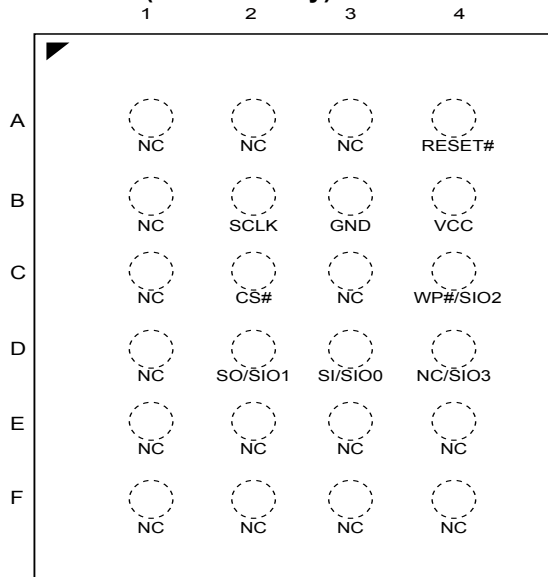 1 2 3 4
A
NC NC NC RESET#
B
NC SCLK GND VCC
C
NC CS# NC WP#/SIO2
D
NC SO/SIO1 SI/SIO0 NC/SIO3
E
NC NC NC NC
F
NC NC NC NC